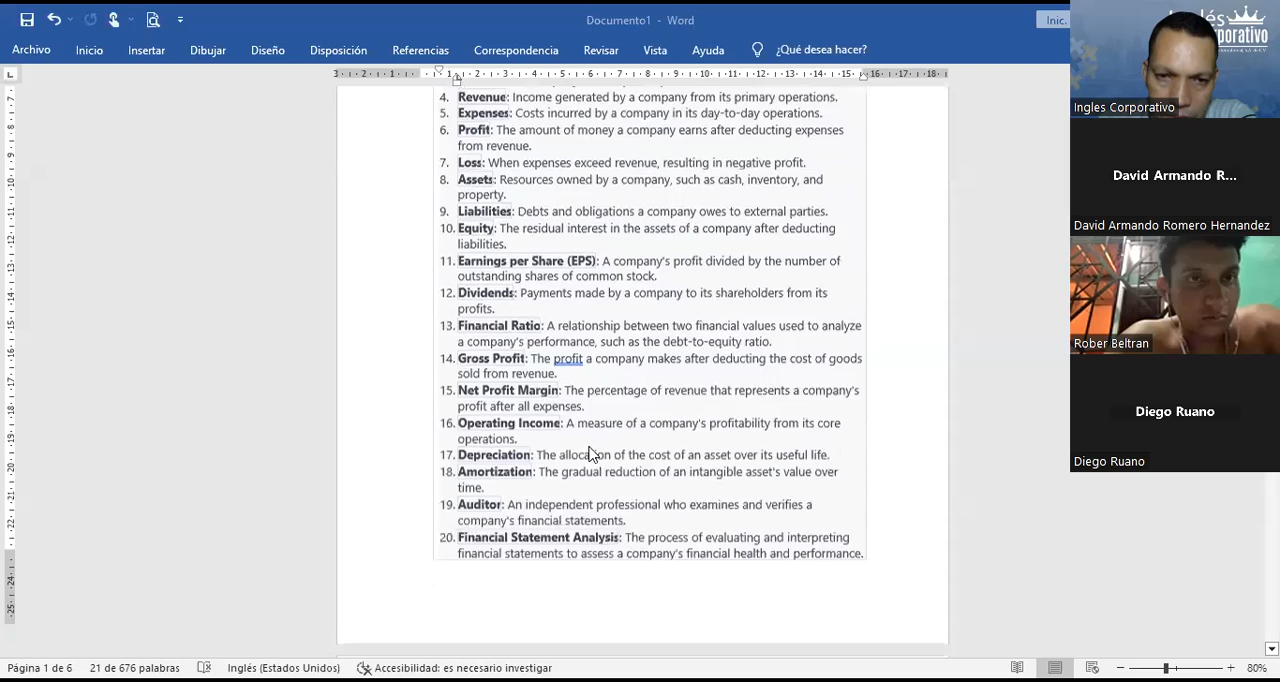 Documento1 - Word
Inic.
Archivo Inicio Insertar Dibujar Diseño Disposición Referencias Correspondencia Revisar Vista Ayuda ¿Qué desea hacer?
4. Revenue: Income generated by a company from its primary operations.
5. Expenses: Costs incurred by a company in its day-to-day operations.
6. Profit: The amount of money a company earns after deducting expenses
from revenue.
7. Loss: When expenses exceed revenue, resulting in negative profit.
8. Assets: Resources owned by a company, such as cash, inventory, and
property.
9. Liabilities: Debts and obligations a company owes to external parties.
10. Equity: The residual interest in the assets of a company after deducting
liabilities.
11. Earnings per Share (EPS): A company's profit divided by the number of
outstanding shares of common stock.
12. Dividends: Payments made by a company to its shareholders from its
profits.
13. Financial Ratio: A relationship between two financial values used to analyze
a company's performance, such as the debt-to-equity ratio.
14. Gross Profit: The profit a company makes after deducting the cost of goods
sold from revenue.
15. Net Profit Margin: The percentage of revenue that represents a company's
profit after all expenses.
16. Operating Income: A measure of a company's profitability from its core
operations.
17. Depreciation: The allocation of the cost of an asset over its useful life.
18. Amortization: The gradual reduction of an intangible asset's value over
time.
19. Auditor: An independent professional who examines and verifies a
company's financial statements.
20. Financial Statement Analysis: The process of evaluating and interpreting
financial statements to assess a company's financial health and performance.
Página 1 de 6 21 de 676 palabras Inglés (Estados Unidos) Accesibilidad: es necesario investigar 80%
Ingles Corporativo
David Armando R...
David Armando Romero Hernandez
Rober Beltran
Diego Ruano
Diego Ruano